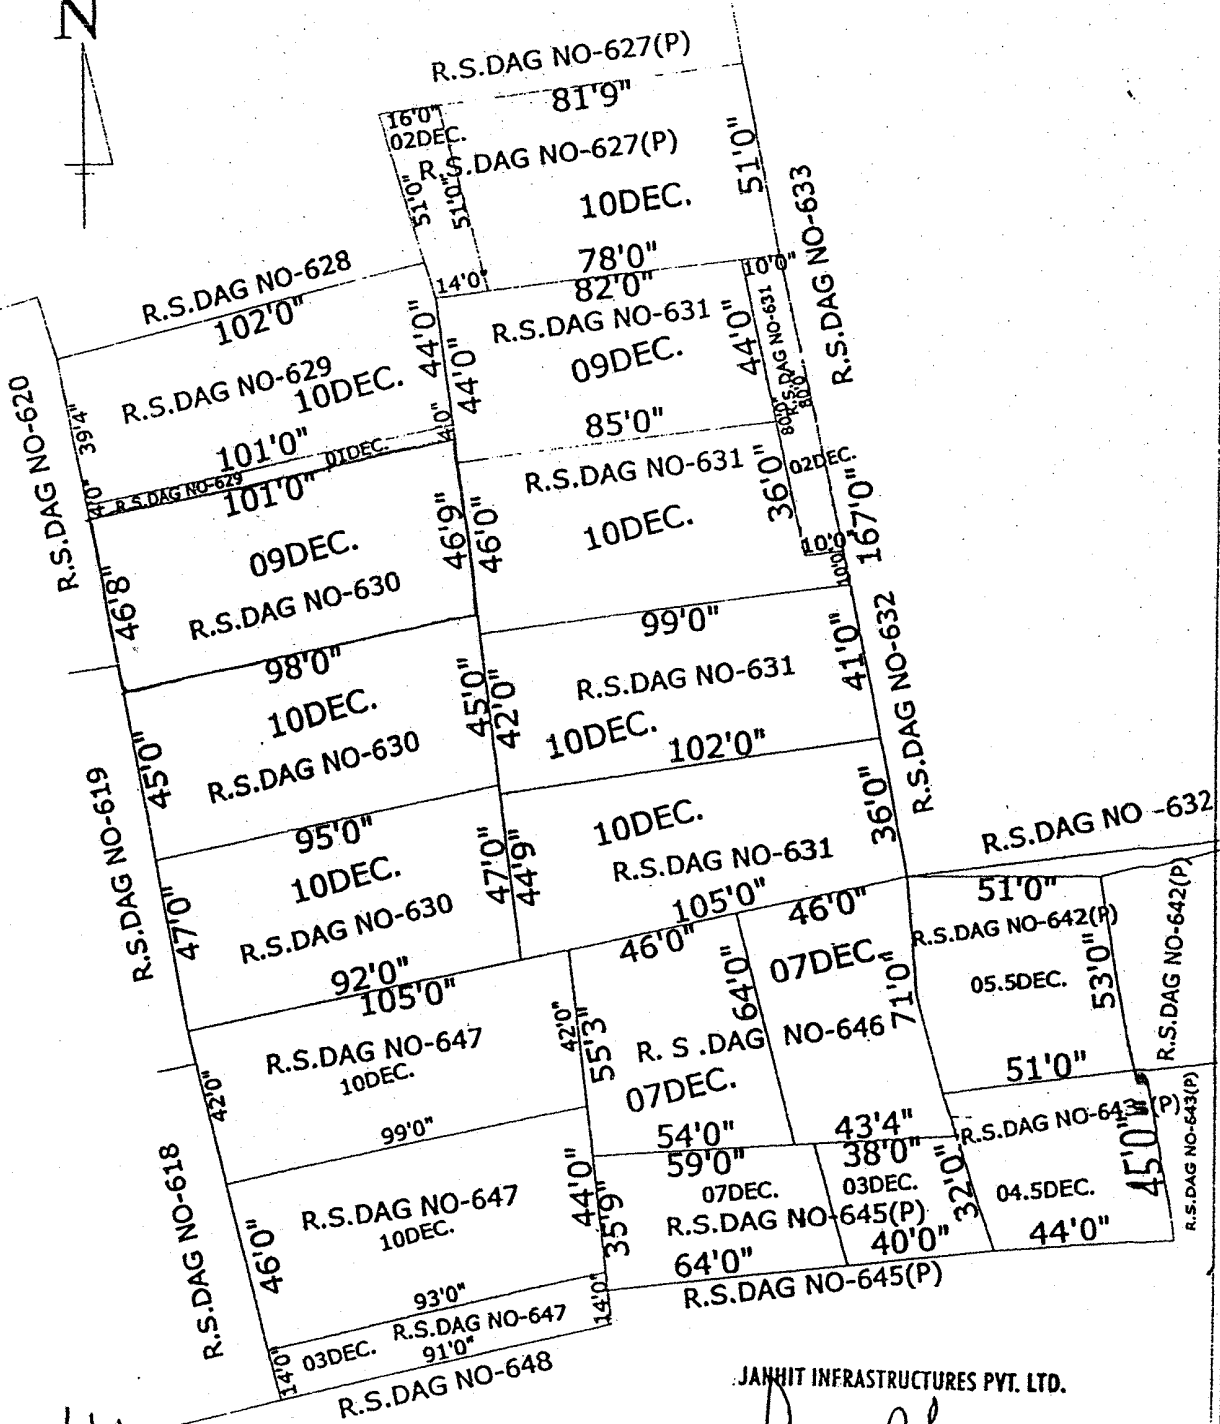 N
R.S.DAG NO-627(P)
81'9"
16'0"
02DEC.
R.S.DAG NO-627(P)
51'0"
51'0"
51'0"
10DEC.
78'0"
14'0"
82'0"
10'0"
R.S.DAG NO-633
R.S.DAG NO-628
102'0"
R.S.DAG NO-629
10DEC.
44'0"
39'4"
101'0"
01DEC.
4'0"
4'0"
R.S.DAG NO-629
101'0"
R.S.DAG NO-620
R.S.DAG NO-631
09DEC.
44'0"
44'0"
R.S.DAG NO-631
85'0"
80'0"
80'0"
R.S.DAG NO-631
36'0"
02DEC.
10DEC.
10'0"
10'0"
167'0"
09DEC.
46'9"
46'0"
46'8"
R.S.DAG NO-630
98'0"
99'0"
R.S.DAG NO-631
41'0"
R.S.DAG NO-632
10DEC.
45'0"
42'0"
10DEC.
102'0"
R.S.DAG NO-630
45'0"
R.S.DAG NO-619
95'0"
10DEC.
R.S.DAG NO-631
36'0"
105'0"
R.S.DAG NO -632
10DEC.
47'0"
44'9"
R.S.DAG NO-630
47'0"
92'0"
105'0"
46'0"
46'0"
51'0"
R.S.DAG NO-642(P)
05.5DEC.
53'0"
R.S.DAG NO-642(P)
51'0"
07DEC.
71'0"
64'0"
R. S .DAG NO-646
07DEC.
55'3"
42'0"
R.S.DAG NO-647
10DEC.
42'0"
99'0"
54'0"
43'4"
59'0"
38'0"
R.S.DAG NO-643 (P)
45'0"
R.S.DAG NO-643(P)
04.5DEC.
44'0"
32'0"
07DEC.
03DEC.
R.S.DAG NO-645(P)
64'0"
40'0"
R.S.DAG NO-645(P)
44'0"
35'9"
R.S.DAG NO-647
10DEC.
46'0"
R.S.DAG NO-618
93'0"
14'0"
R.S.DAG NO-647
03DEC.
91'0"
14'0"
R.S.DAG NO-648
JANHIT INFRASTRUCTURES PVT. LTD.